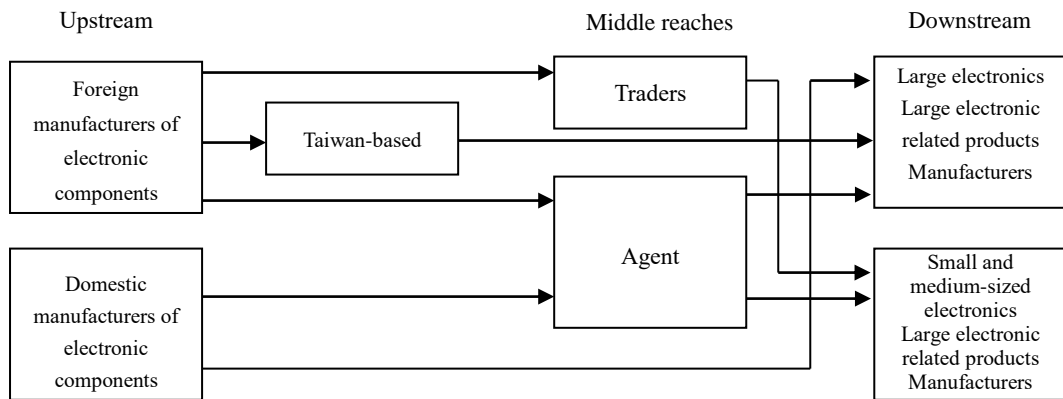 Upstream
Middle reaches
Downstream
Foreign
manufacturers of
electronic
components
Taiwan-based
Traders
Large electronics
Large electronic
related products
Manufacturers
Domestic
manufacturers of
electronic
components
Agent
Small and
medium-sized
electronics
Large electronic
related products
Manufacturers